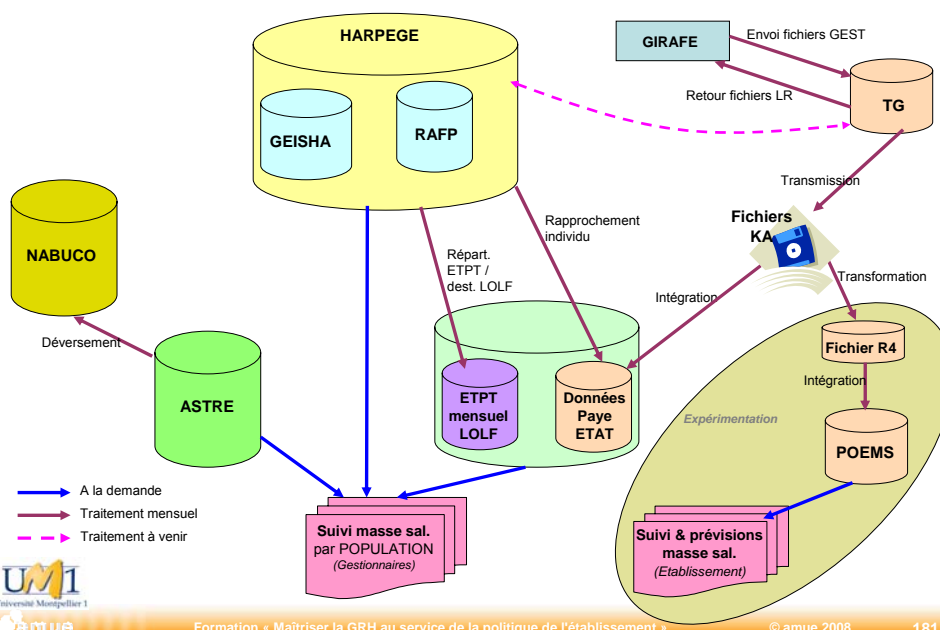 HARPEGE
GIRAFE
Envoi fichiers GEST
Retour fichiers LR
TG
GEISHA
RAFP
Transmission
Fichiers
KA
NABUCO
Rapprochement
individu
Répart.
ETPT /
dest. LOLF
Transformation
Intégration
Déversement
Fichier R4
Intégration
ASTRE
ETPT
mensuel
LOLF
Données
Paye
ETAT
Expérimentation
POEMS
A la demande
Traitement mensuel
Traitement à venir
Suivi masse sal.
par POPULATION
(Gestionnaires)
Suivi & prévisions
masse sal.
(Etablissement)
UM1
Université Montpellier 1
amue
Formation « Maîtriser la GRH au service de la politique de l'établissement »
© amue 2008
181